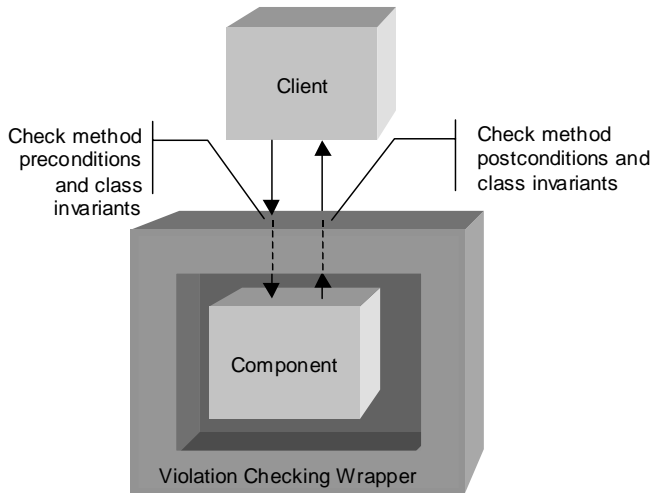 Client
Check method
preconditions
and class
invariants
Check method
postconditions and
class invariants
Component
Violation Checking Wrapper